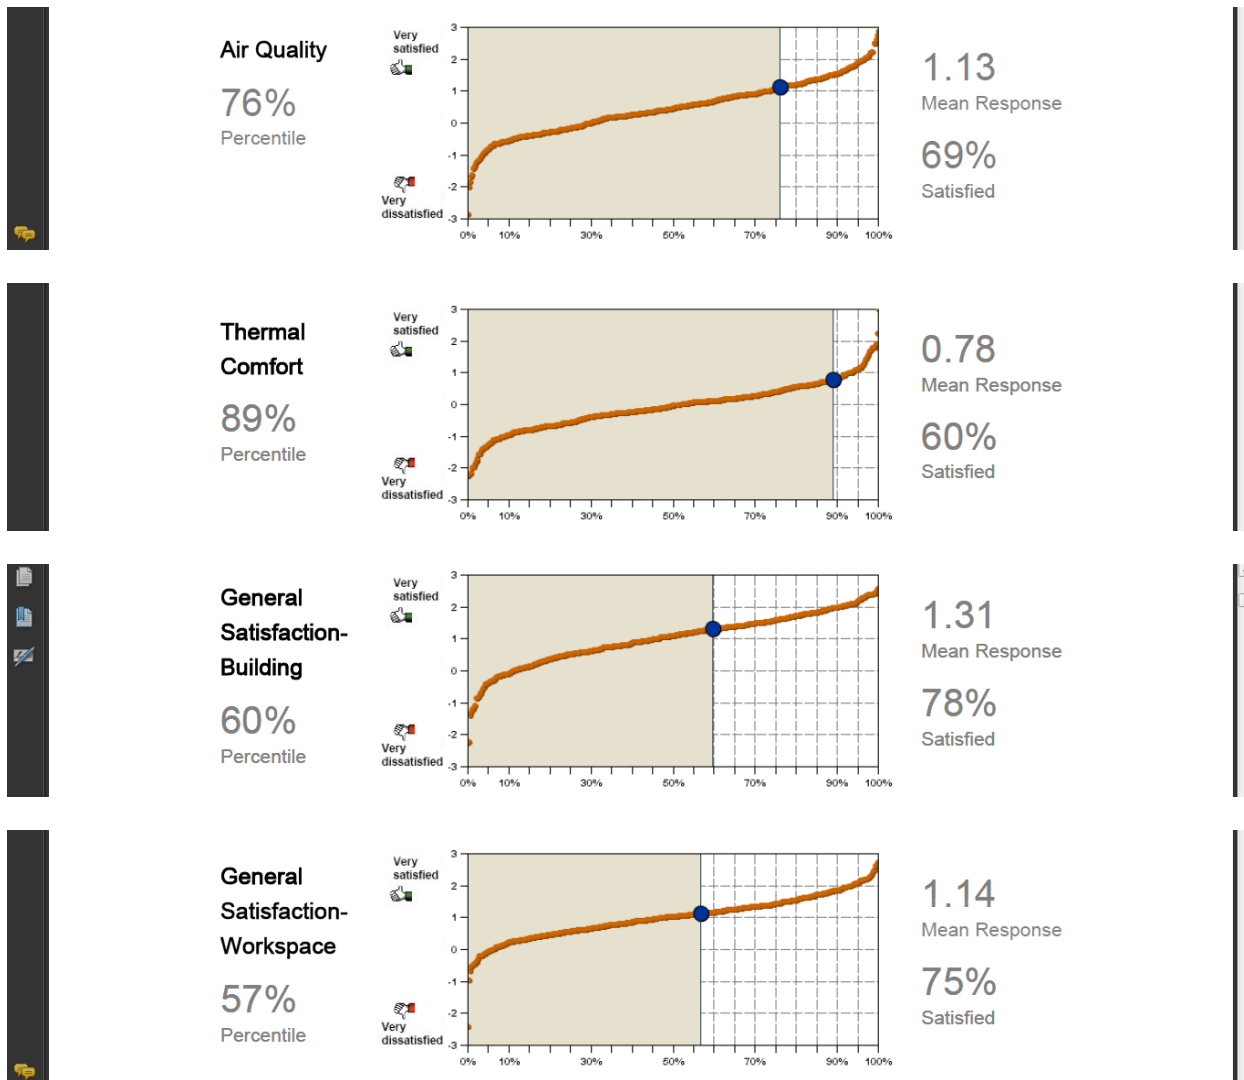 Air Quality
76%
Percentile
Very
satisfied
Very
dissatisfied
3
2
1
0
-1
-2
-3
0% 10% 30% 50% 70% 90% 100%
1.13
Mean Response
69%
Satisfied
Thermal
Comfort
89%
Percentile
Very
satisfied
Very
dissatisfied
3
2
1
0
-1
-2
-3
0% 10% 30% 50% 70% 90% 100%
0.78
Mean Response
60%
Satisfied
General
Satisfaction-
Building
60%
Percentile
Very
satisfied
Very
dissatisfied
3
2
1
0
-1
-2
-3
0% 10% 30% 50% 70% 90% 100%
1.31
Mean Response
78%
Satisfied
General
Satisfaction-
Workspace
57%
Percentile
Very
satisfied
Very
dissatisfied
3
2
1
0
-1
-2
-3
0% 10% 30% 50% 70% 90% 100%
1.14
Mean Response
75%
Satisfied